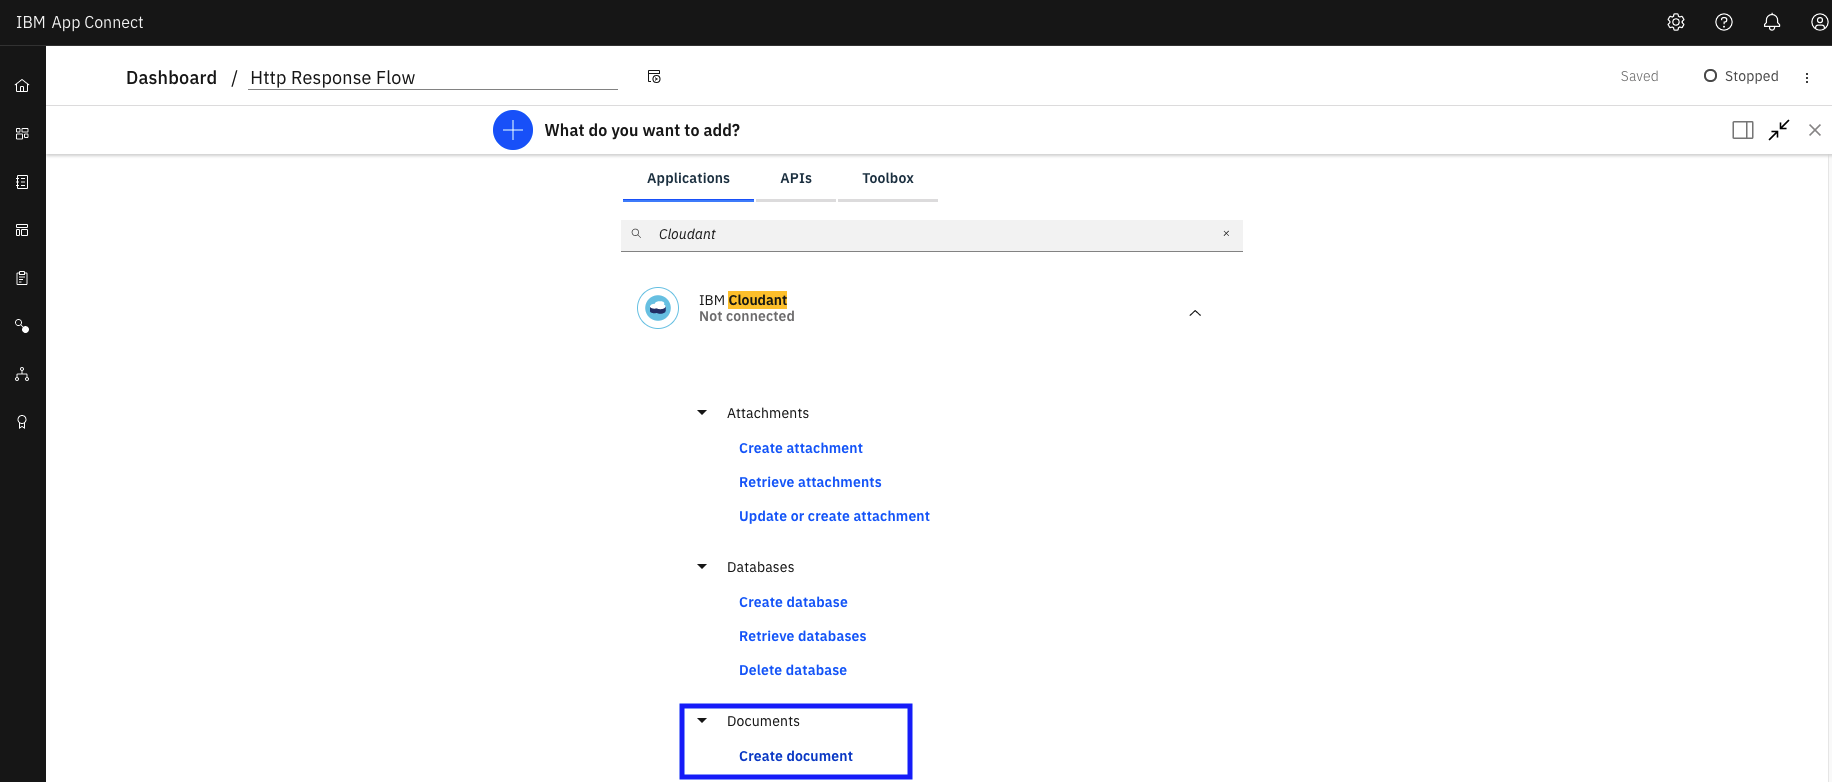 IBM App Connect
Dashboard / Http Response Flow
Saved
Stopped
What do you want to add?
Applications
APIs
Toolbox
Cloudant
IBM Cloudant
Not connected
Attachments
Create attachment
Retrieve attachments
Update or create attachment
Databases
Create database
Retrieve databases
Delete database
Documents
Create document